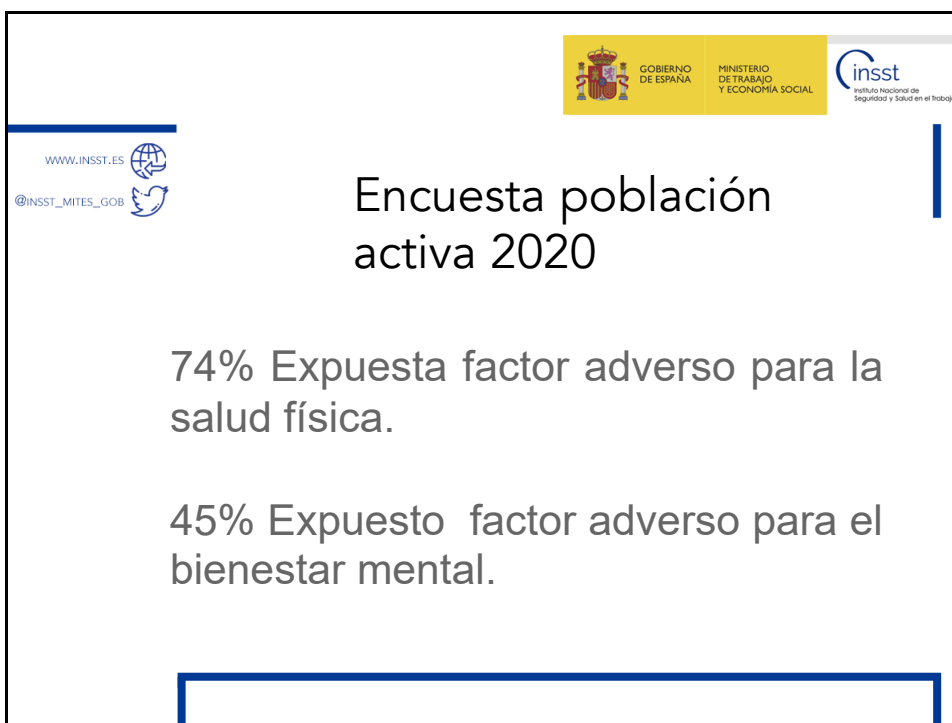 GOBIERNO
DE ESPAÑA
MINISTERIO
DE TRABAJO
Y ECONOMÍA SOCIAL
insst
Instituto Nacional de
Seguridad y Salud en el Trabajo
WWW.INSST.ES
@INSST_MITES_GOB
Encuesta población
activa 2020
74% Expuesta factor adverso para la
salud física.
45% Expuesto factor adverso para el
bienestar mental.